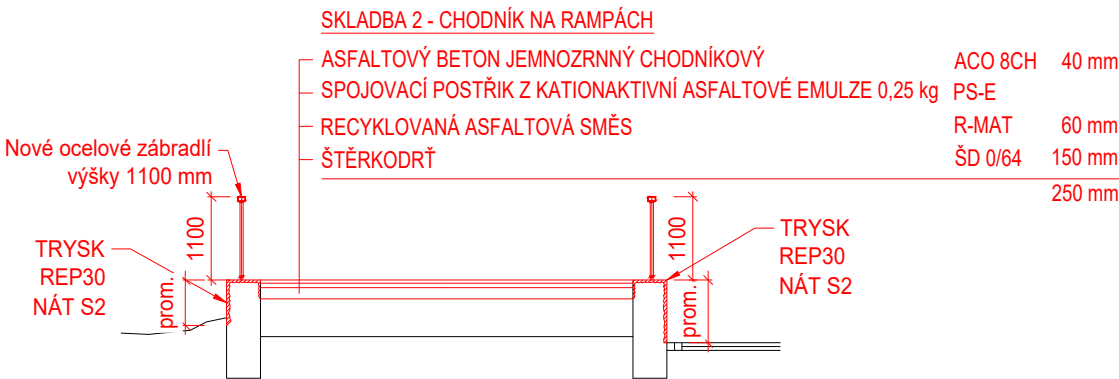 SKLADBA 2 - CHODNÍK NA RAMPÁCH
ASFALTOVÝ BETON JEMNOZRNNÝ CHODNÍKOVÝ ACO 8CH 40 mm
SPOJOVACÍ POSTŘIK Z KATIONAKTIVNÍ ASFALTOVÉ EMULZE 0,25 kg PS-E
RECYKLOVANÁ ASFALTOVÁ SMĚS R-MAT 60 mm
ŠTĚRKODRŤ ŠD 0/64 150 mm
250 mm
Nové ocelové zábradlí
výšky 1100 mm
1100
1100
TRYSK
REP30
NÁT S2
prom.
TRYSK
REP30
NÁT S2
prom.